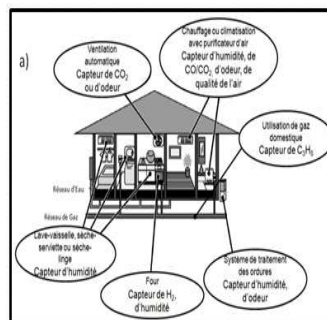 a)
Ventilation
automatique
Capteur de CO2
ou d'odeur
Chauffage ou climatisation
avec purificateur d'air
Capteur d'humidité, de
CO/CO2, d'odeur, de
qualité de l'air
Utilisation de gaz
domestique
Capteur de C3H8
Réseau d'Eau
Réseau de Gaz
Lave-vaisselle, sèche-
serviette ou sèche-
linge
Capteur d'humidité
Four
Capteur de H2,
d'humidité
Système de traitement
des ordures
Capteur d'humidité,
d'odeur